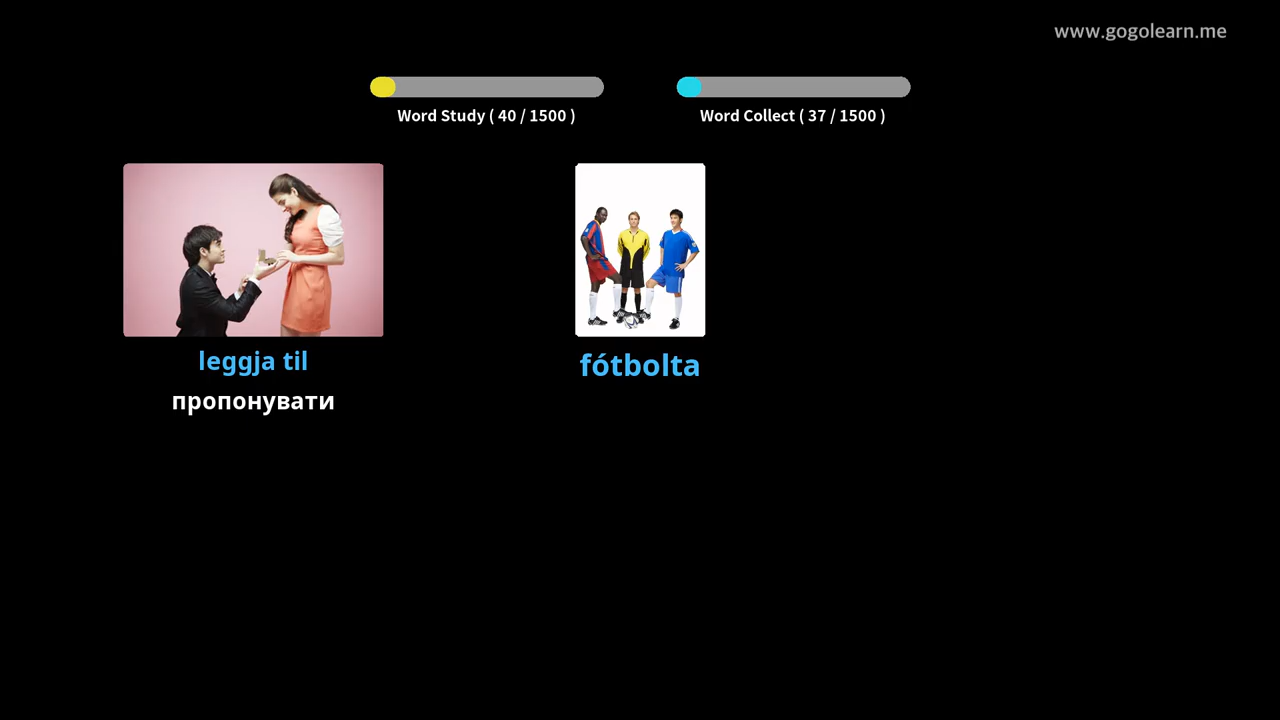 www.gogolearn.me
Word Study ( 40 / 1500 )
Word Collect ( 37 / 1500 )
leggja til
пропонувати
fótbolta